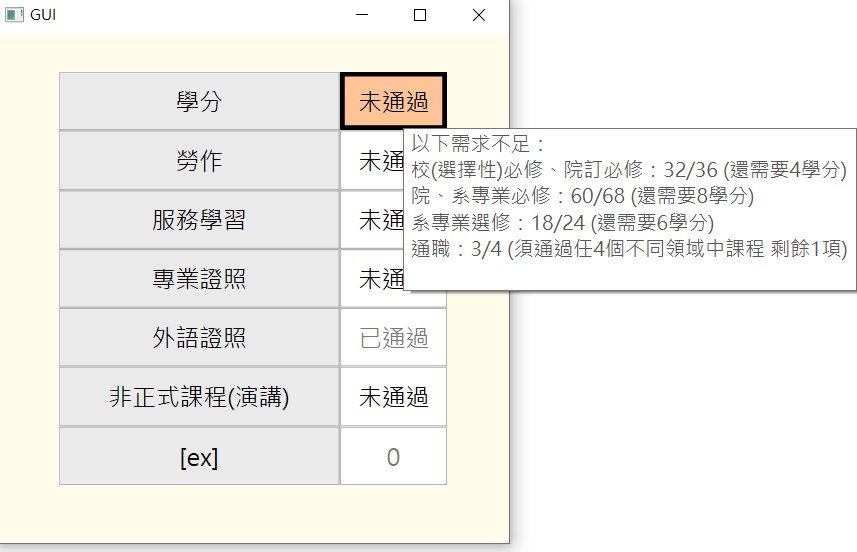 GUI
學分 未通過
以下需求不足：
校(選擇性)必修、院訂必修：32/36 (還需要4學分)
院、系專業必修：60/68 (還需要8學分)
系專業選修：18/24 (還需要6學分)
通職：3/4 (須通過任4個不同領域中課程 剩餘1項)
勞作 未通
服務學習 未通
專業證照 未通
外語證照 已通過
非正式課程(演講) 未通過
[ex] 0